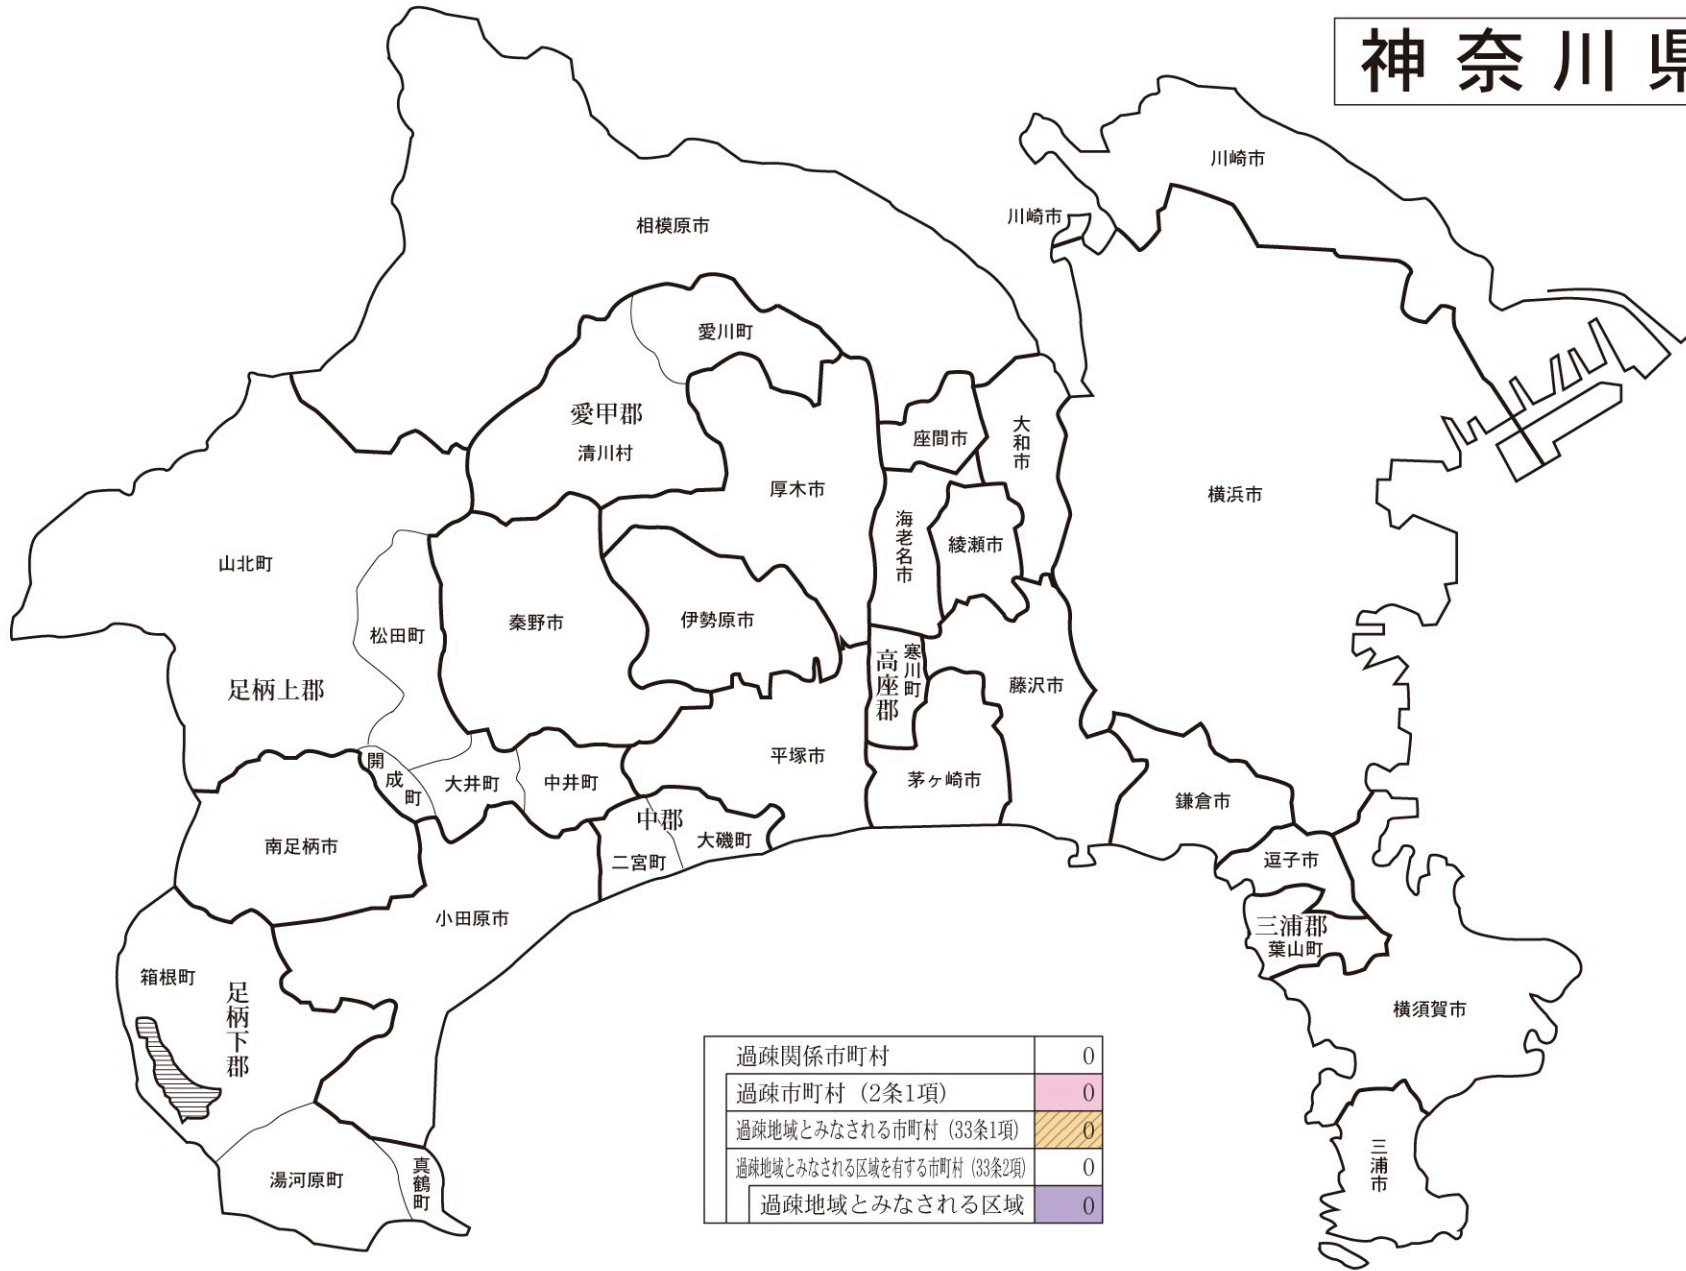 神奈川県
川崎市
川崎市
相模原市
愛川町
愛甲郡
清川村
座間市
大和市
厚木市
横浜市
海老名市
綾瀬市
山北町
松田町
秦野市
伊勢原市
足柄上郡
高座郡
寒川町
藤沢市
開成町
大井町
中井町
平塚市
茅ヶ崎市
鎌倉市
中郡
大磯町
二宮町
南足柄市
逗子市
小田原市
三浦郡
葉山町
箱根町
足柄下郡
横須賀市
湯河原町
真鶴町
三浦市
過疎関係市町村 0
過疎市町村（2条1項） 0
過疎地域とみなされる市町村（33条1項） 0
過疎地域とみなされる区域を有する市町村（33条2項） 0
過疎地域とみなされる区域 0